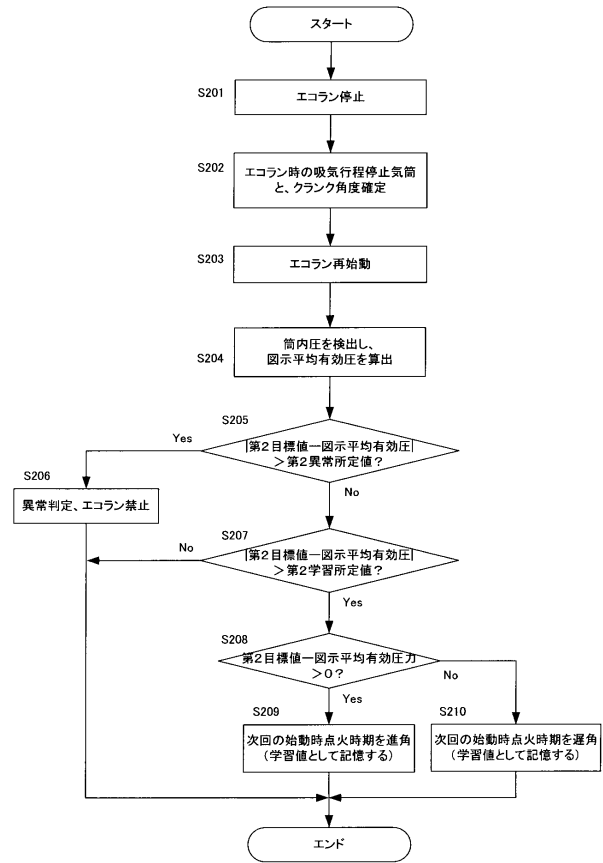 スタート
S201
エコラン停止
S202
エコラン時の吸気行程停止気筒
と、クランク角度確定
S203
エコラン再始動
S204
筒内圧を検出し、
図示平均有効圧を算出
S205
|第2目標値ー図示平均有効圧|
＞第2異常所定値？
Yes
No
S206
異常判定、エコラン禁止
S207
|第2目標値ー図示平均有効圧|
＞第2学習所定値？
No
Yes
S208
第2目標値ー図示平均有効圧力
＞0？
No
Yes
S209
次回の始動時点火時期を進角
（学習値として記憶する）
S210
次回の始動時点火時期を遅角
（学習値として記憶する）
エンド